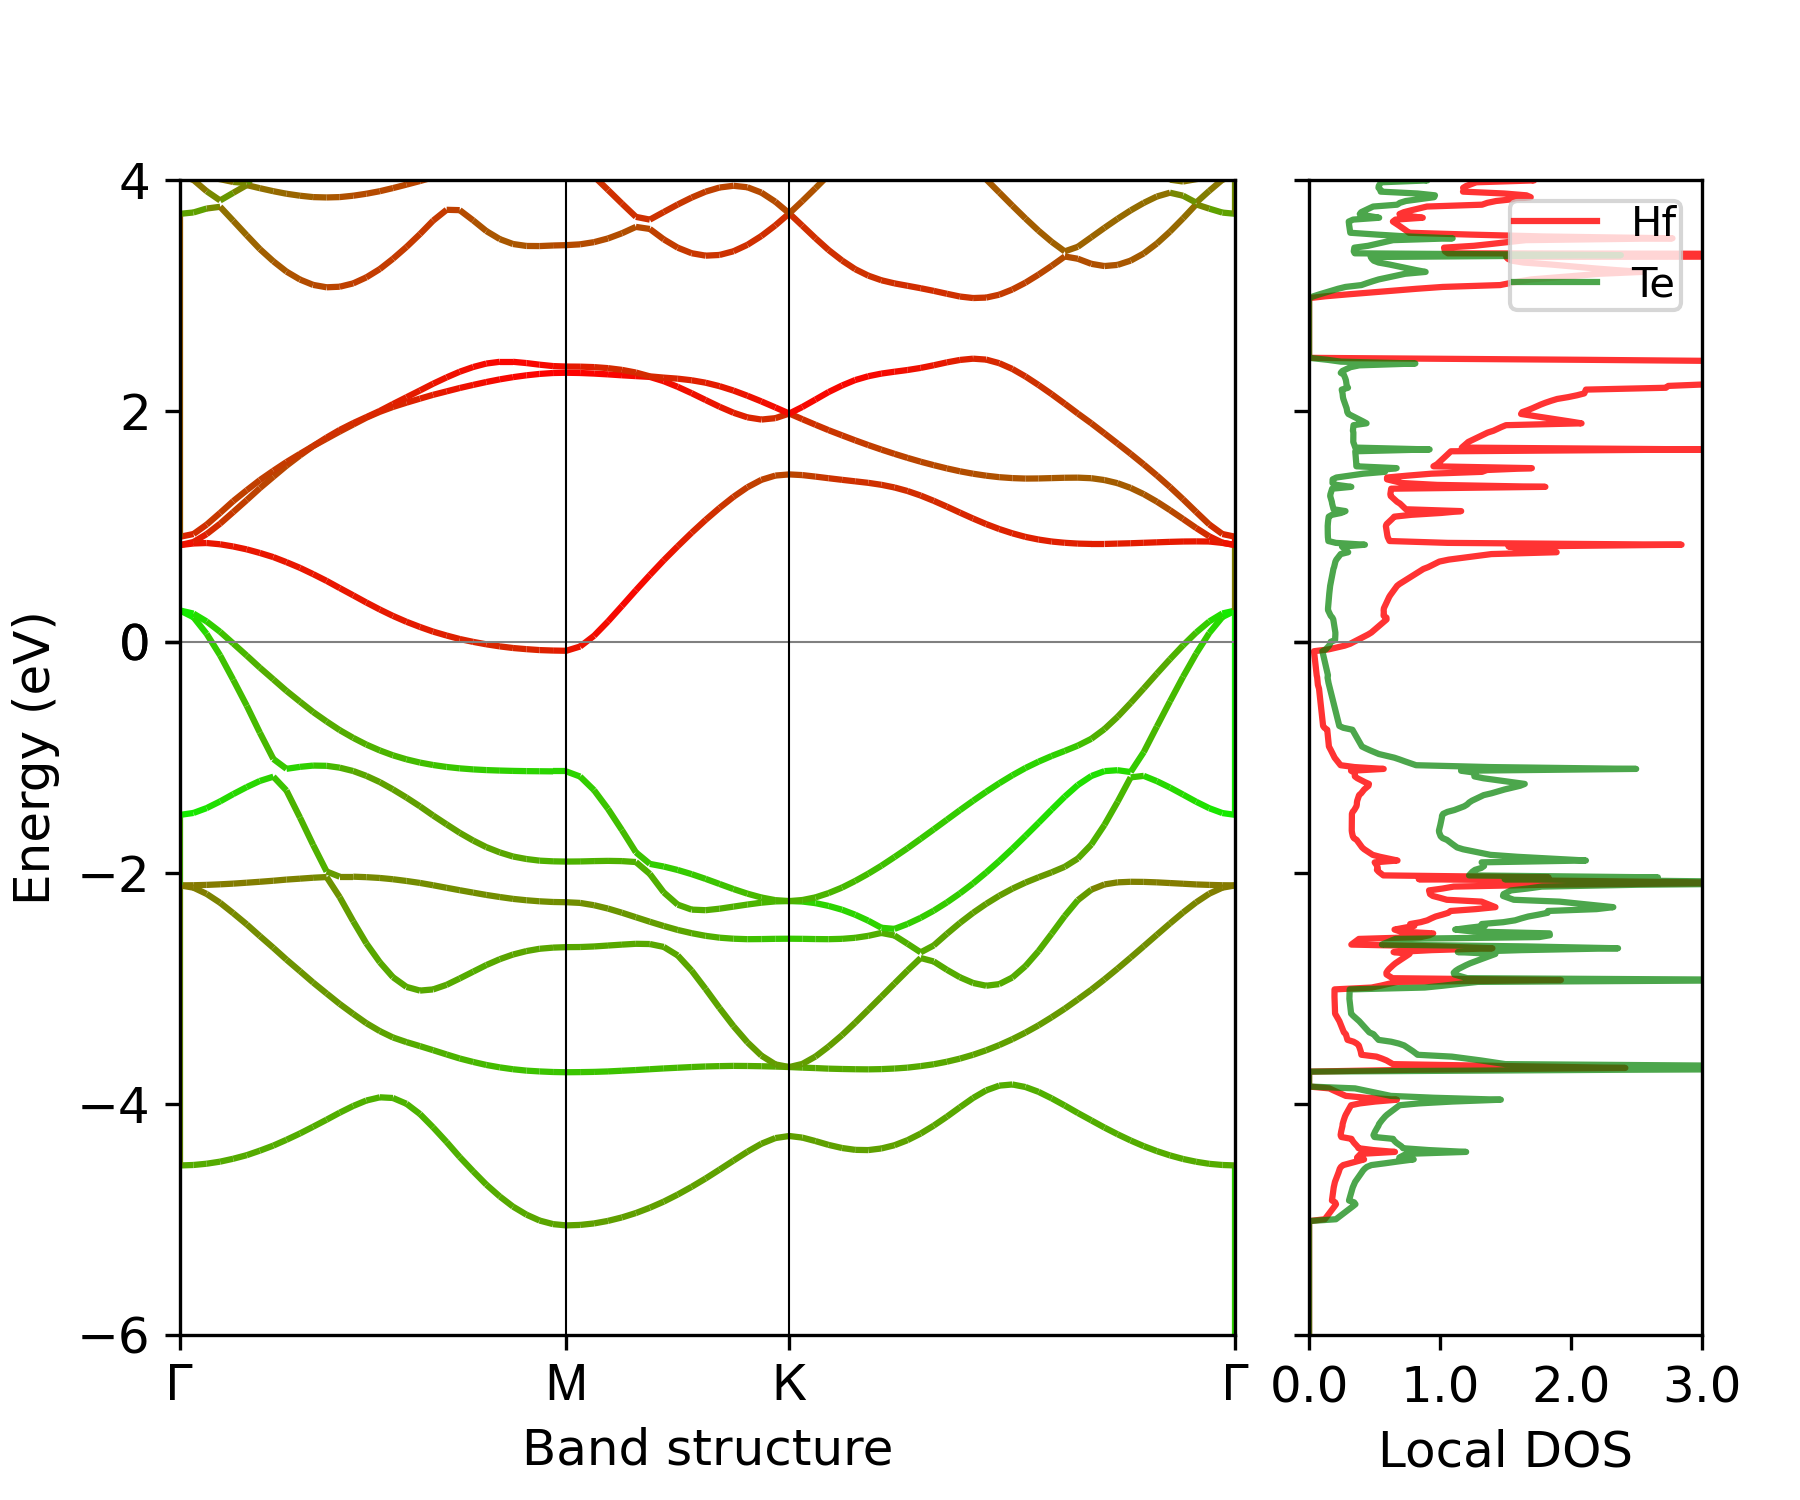 4
2
0
−2
−4
−6
Energy (eV)
Γ
M
K
Γ
Band structure
Hf
Te
0.0
1.0
2.0
3.0
Local DOS